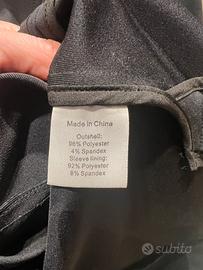 Made in China
Outshell:
96% Polyester
4% Spandex
Sleeve lining:
92% Polyester
8% Spandex
subito